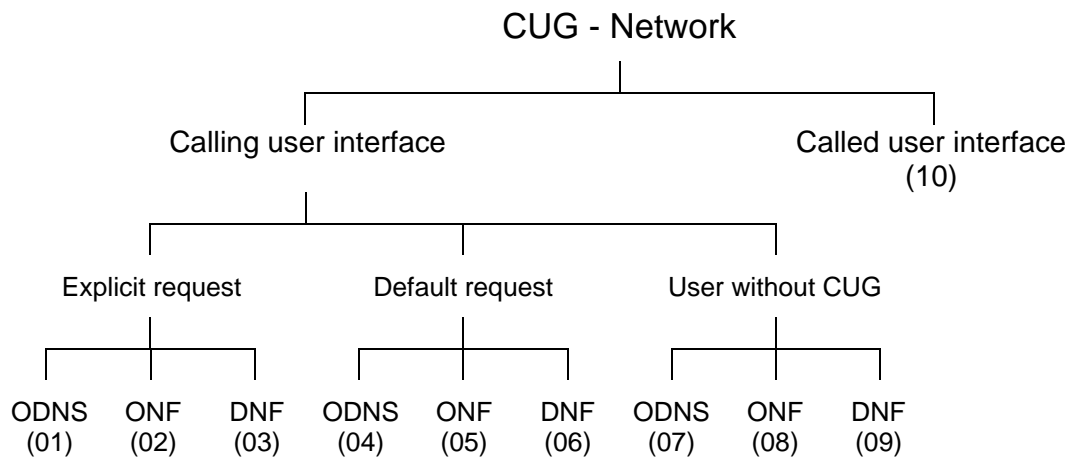 CUG - Network
Calling user interface
Called user interface
(10)
Explicit request
Default request
User without CUG
ODNS ONF DNF ODNS ONF DNF ODNS ONF DNF
(01) (02) (03) (04) (05) (06) (07) (08) (09)